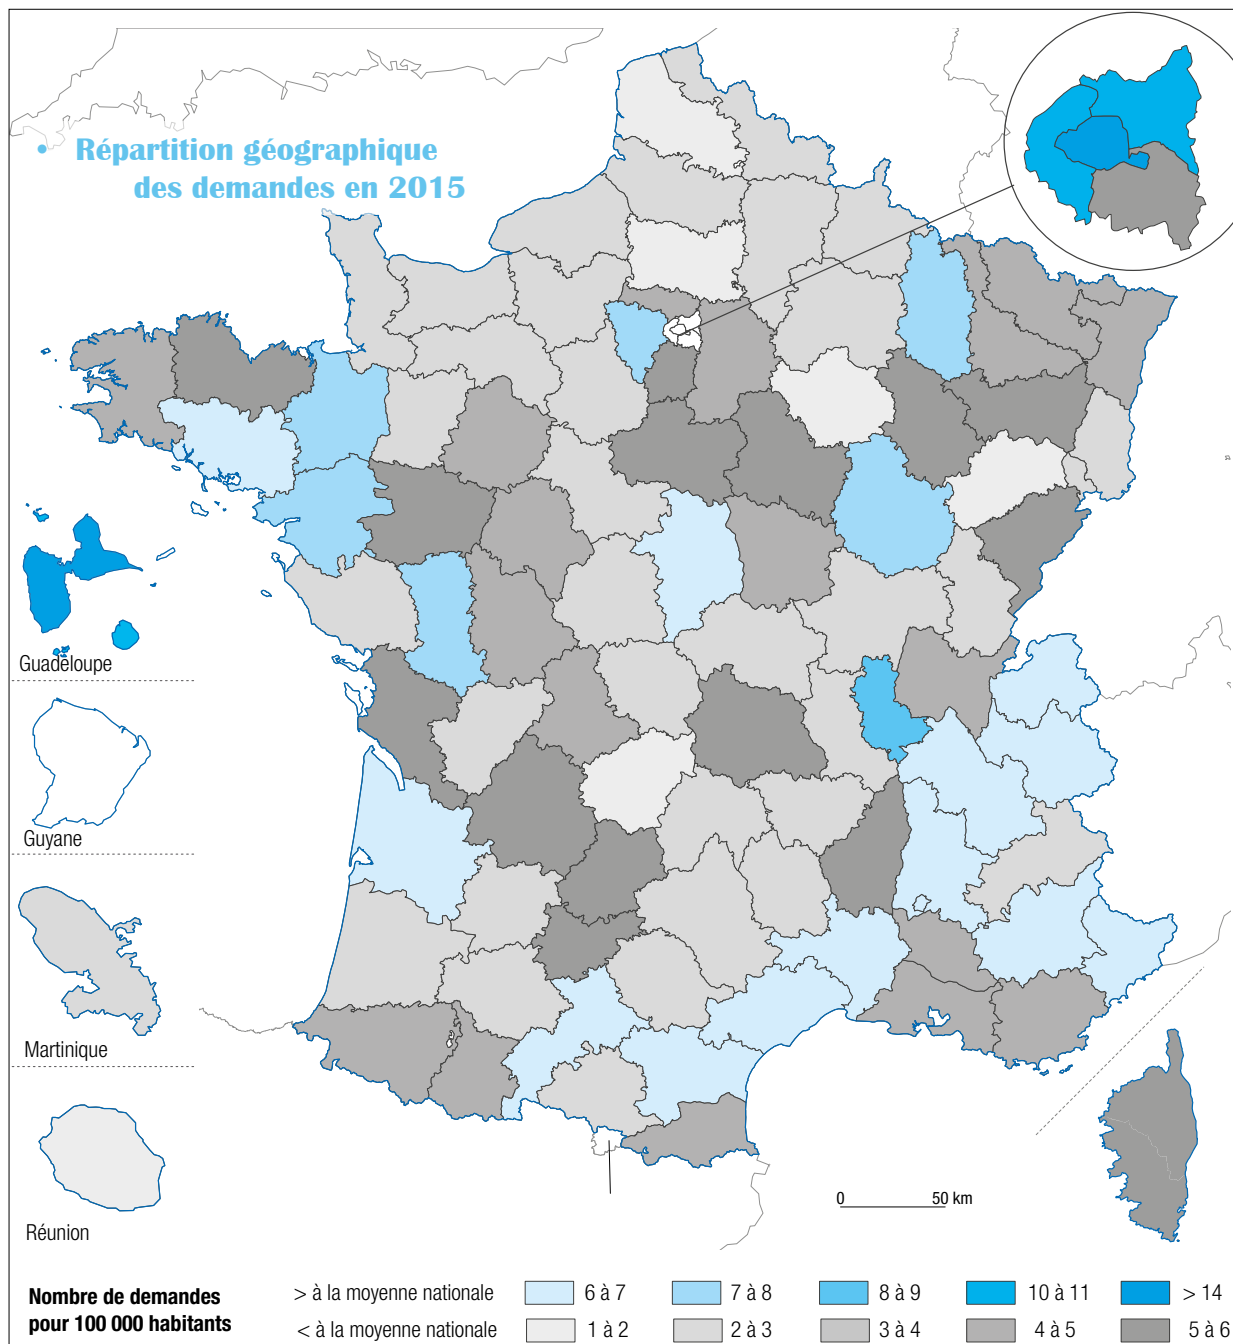 • Répartition géographique
des demandes en 2015
Guadeloupe
Guyane
Martinique
Réunion
0 50 km
Nombre de demandes
pour 100 000 habitants
> à la moyenne nationale 6 à 7 7 à 8 8 à 9 10 à 11 > 14
< à la moyenne nationale 1 à 2 2 à 3 3 à 4 4 à 5 5 à 6